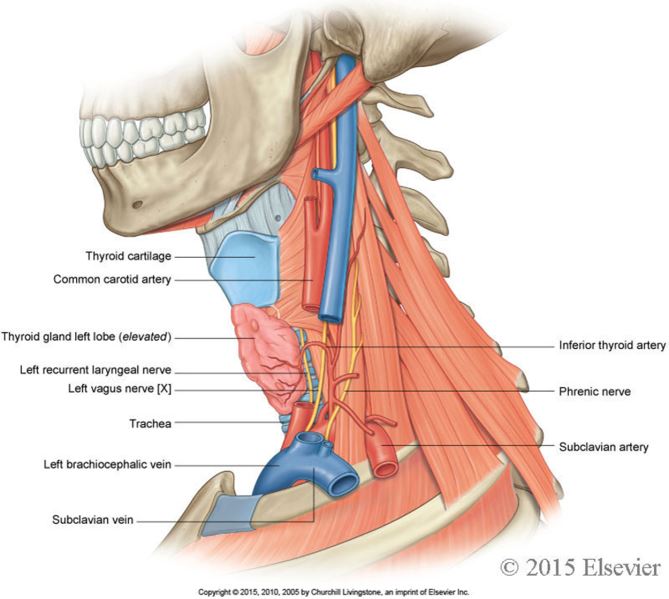 Thyroid cartilage
Common carotid artery
Thyroid gland left lobe (elevated)
Left recurrent laryngeal nerve
Left vagus nerve [X]
Trachea
Left brachiocephalic vein
Subclavian vein
Inferior thyroid artery
Phrenic nerve
Subclavian artery
© 2015 Elsevier
Copyright © 2015, 2010, 2005 by Churchill Livingstone, an imprint of Elsevier Inc.